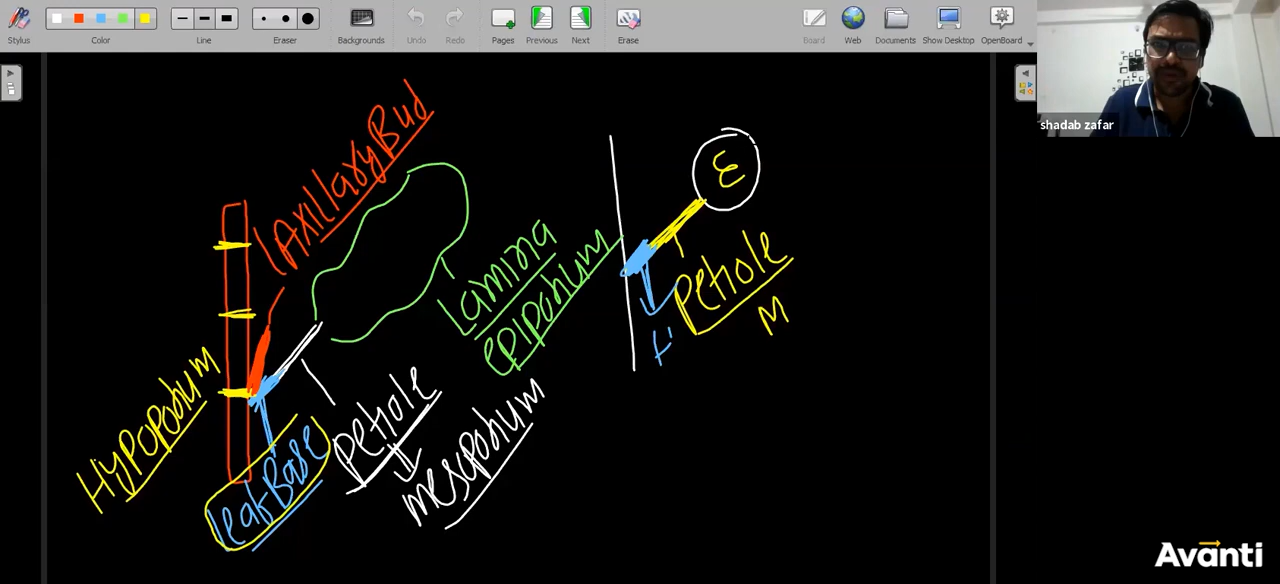 Stylus
Color
Line
Eraser
Backgrounds
Undo
Redo
Pages
Previous
Next
Erase
Board
Web
Documents
Show Desktop
OpenBoard
shadab zafar
Axillary Bud
Lamina
epipodium
Hypopodium
Leaf Base
Petiole
mesopodium
E
Petiole
M
Avanti